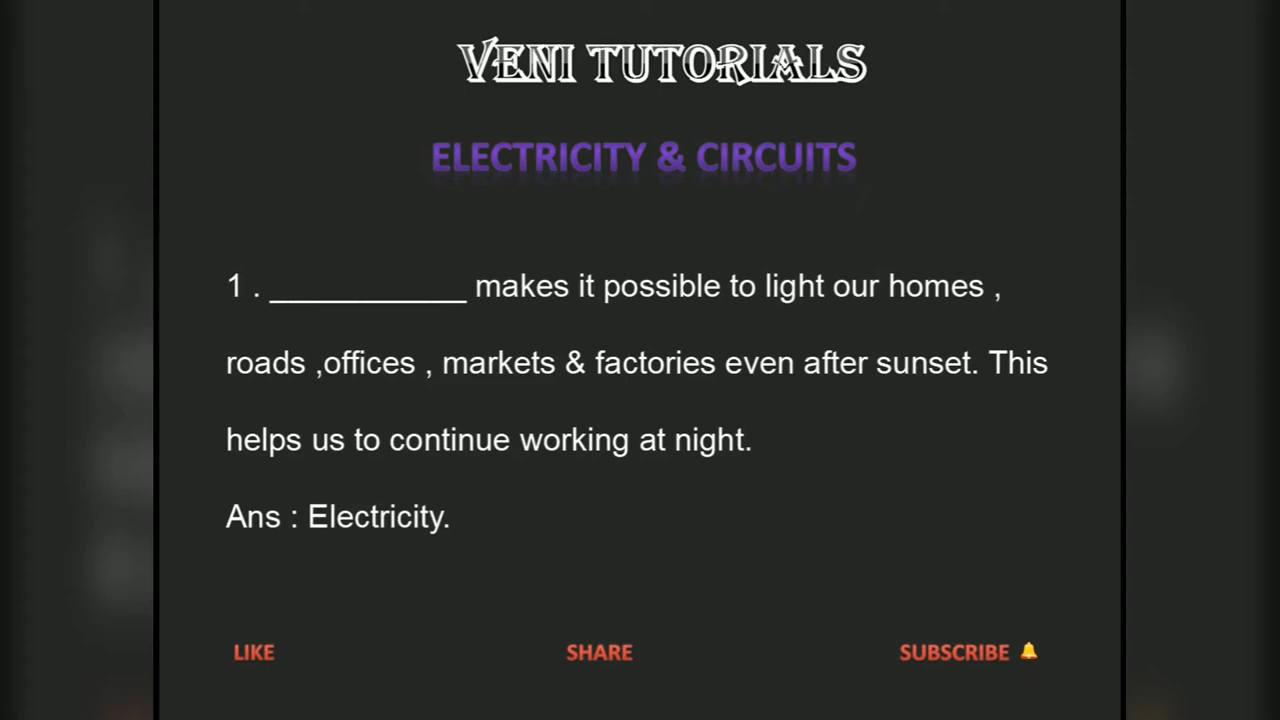 VENI TUTORIALS
ELECTRICITY & CIRCUITS
1 . ___________ makes it possible to light our homes ,
roads ,offices , markets & factories even after sunset. This
helps us to continue working at night.
Ans : Electricity.
LIKE SHARE SUBSCRIBE 🔔